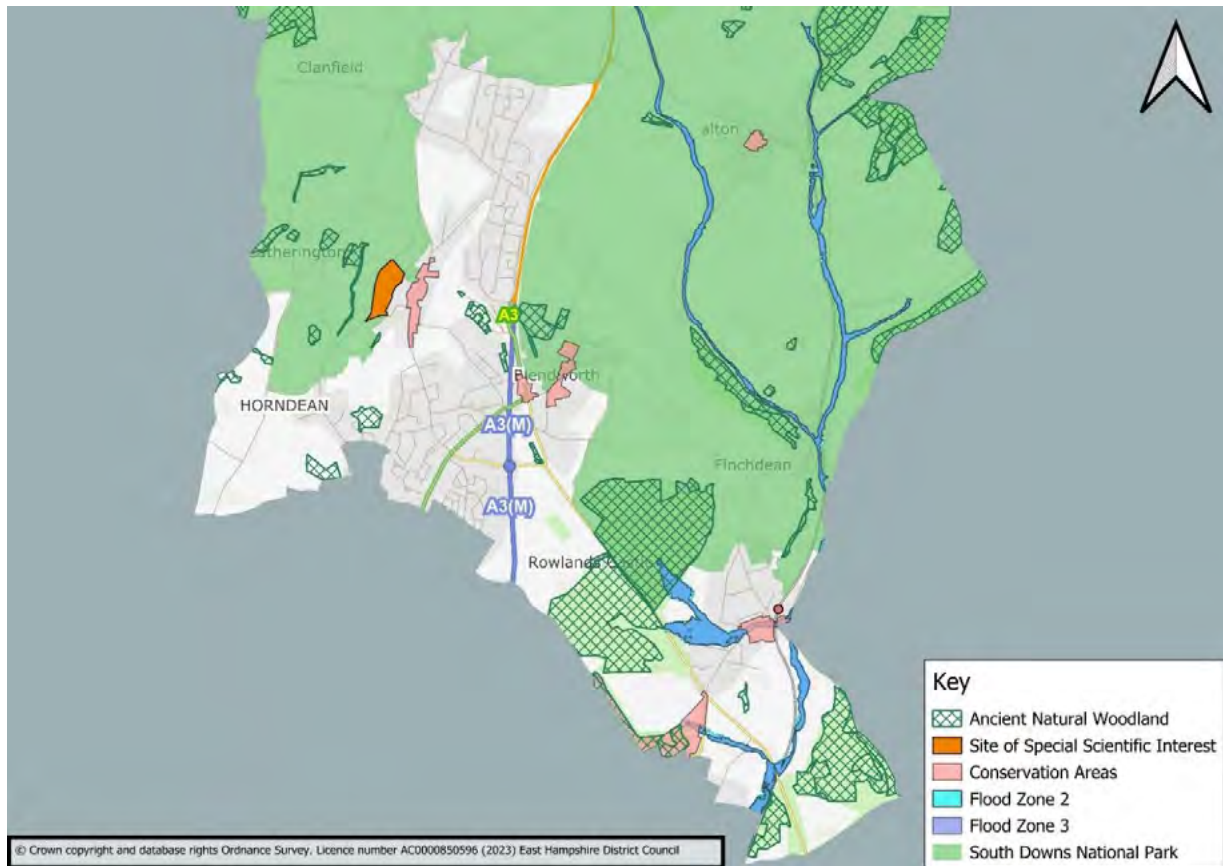 Clanfield
alton
atherington
A3
Blendworth
HORNDEAN
A3(M)
Finchdean
A3(M)
Rowlands
Key
Ancient Natural Woodland
Site of Special Scientific Interest
Conservation Areas
Flood Zone 2
Flood Zone 3
South Downs National Park
© Crown copyright and database rights Ordnance Survey. Licence number AC0000850596 (2023) East Hampshire District Council